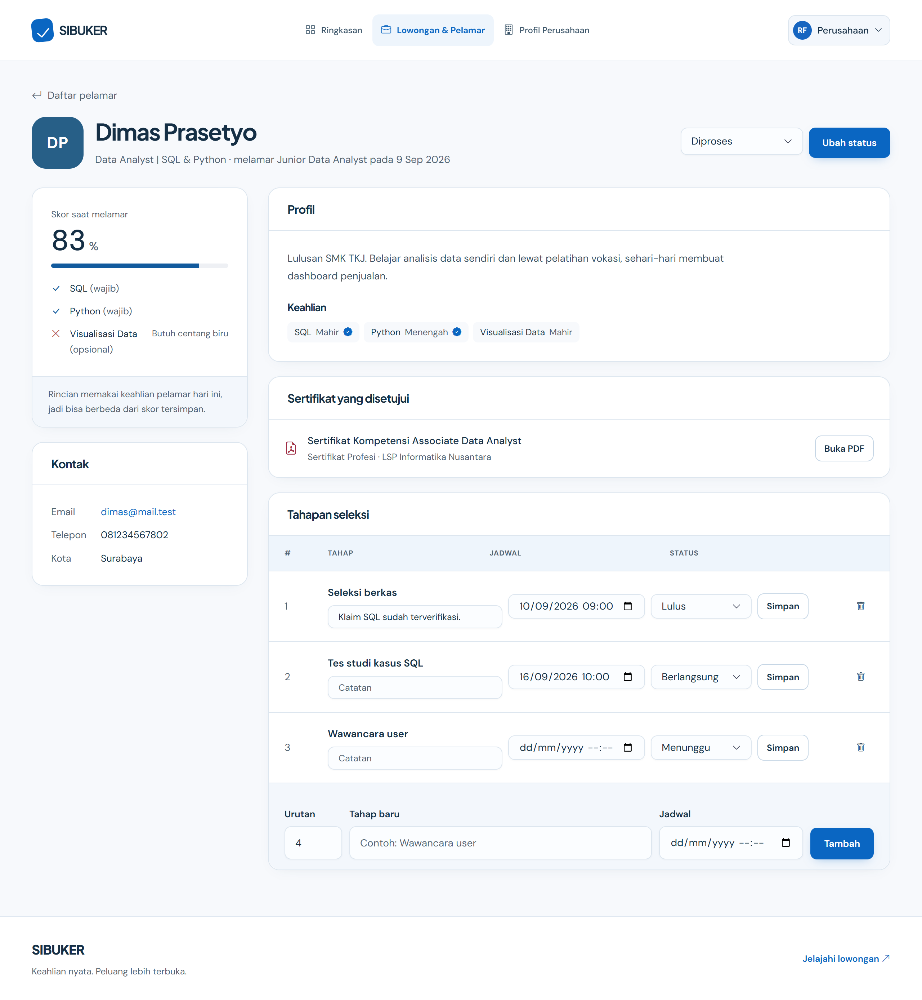 SIBUKER
Ringkasan
Lowongan & Pelamar
Profil Perusahaan
RF Perusahaan
Daftar pelamar
DP
Dimas Prasetyo
Data Analyst | SQL & Python · melamar Junior Data Analyst pada 9 Sep 2026
Diproses
Ubah status
Skor saat melamar
83 %
SQL (wajib)
Python (wajib)
Visualisasi Data Butuh centang biru
(opsional)
Rincian memakai keahlian pelamar hari ini,
jadi bisa berbeda dari skor tersimpan.
Kontak
Email dimas@mail.test
Telepon 081234567802
Kota Surabaya
Profil
Lulusan SMK TKJ. Belajar analisis data sendiri dan lewat pelatihan vokasi, sehari-hari membuat
dashboard penjualan.
Keahlian
SQL Mahir
Python Menengah
Visualisasi Data Mahir
Sertifikat yang disetujui
Sertifikat Kompetensi Associate Data Analyst
Sertifikat Profesi · LSP Informatika Nusantara
Buka PDF
Tahapan seleksi
# TAHAP JADWAL STATUS
1
Seleksi berkas
Klaim SQL sudah terverifikasi.
10/09/2026 09:00
Lulus
Simpan
2
Tes studi kasus SQL
Catatan
16/09/2026 10:00
Berlangsung
Simpan
3
Wawancara user
Catatan
dd/mm/yyyy --:--
Menunggu
Simpan
Urutan
4
Tahap baru
Contoh: Wawancara user
Jadwal
dd/mm/yyyy --:--
Tambah
SIBUKER
Keahlian nyata. Peluang lebih terbuka.
Jelajahi lowongan